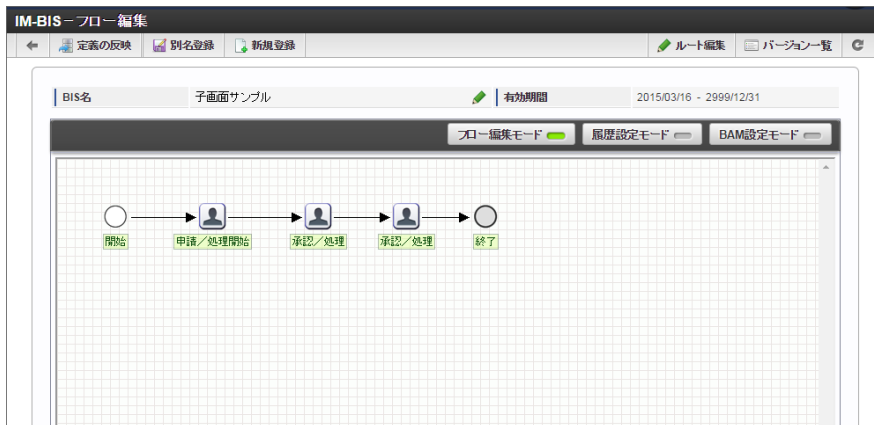 IM-BIS－フロー編集
定義の反映 別名登録 新規登録 ルート編集 バージョン一覧
BIS名 子画面サンプル 有効期間 2015/03/16 - 2999/12/31
フロー編集モード 履歴設定モード BAM設定モード
開始 申請／処理開始 承認／処理 承認／処理 終了